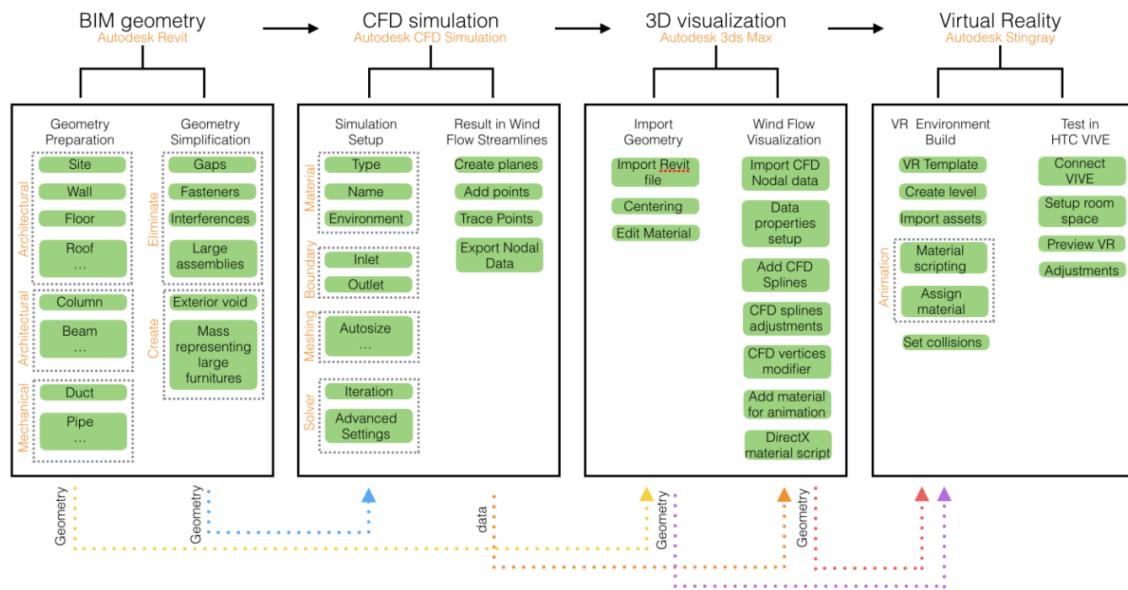 BIM geometry
Autodesk Revit
CFD simulation
Autodesk CFD Simulation
3D visualization
Autodesk 3ds Max
Virtual Reality
Autodesk Stingray
Geometry
Preparation
Architectural
Site
Wall
Floor
Roof
...
Architectural
Column
Beam
...
Mechanical
Duct
Pipe
...
Geometry
Simplification
Eliminate
Gaps
Fasteners
Interferences
Large
assemblies
Create
Exterior void
Mass
representing
large
furnitures
Simulation
Setup
Material
Type
Name
Environment
Boundary
Inlet
Outlet
Meshing
Autosize
...
Solver
Iteration
Advanced
Settings
Result in Wind
Flow Streamlines
Create planes
Add points
Trace Points
Export Nodal
Data
Import
Geometry
Import Revit
file
Centering
Edit Material
Wind Flow
Visualization
Import CFD
Nodal data
Data
properties
setup
Add CFD
Splines
CFD splines
adjustments
CFD vertices
modifier
Add material
for animation
DirectX
material script
VR Environment
Build
VR Template
Create level
Import assets
Animation
Material
scripting
Assign
material
Set collisions
Test in
HTC VIVE
Connect
VIVE
Setup room
space
Preview VR
Adjustments
Geometry
Geometry
data
Geometry
Geometry